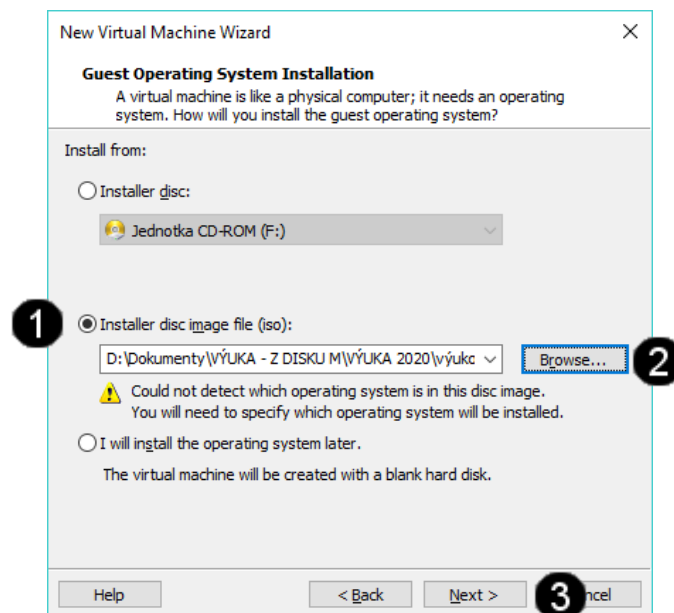 New Virtual Machine Wizard
Guest Operating System Installation
A virtual machine is like a physical computer; it needs an operating
system. How will you install the guest operating system?
Install from:
Installer disc:
Jednotka CD-ROM (F:)
1
Installer disc image file (iso):
D:\Dokumenty\VÝUKA - Z DISKU M\VÝUKA 2020\výukc
Browse...
2
Could not detect which operating system is in this disc image.
You will need to specify which operating system will be installed.
I will install the operating system later.
The virtual machine will be created with a blank hard disk.
Help
< Back
Next >
3
ncel